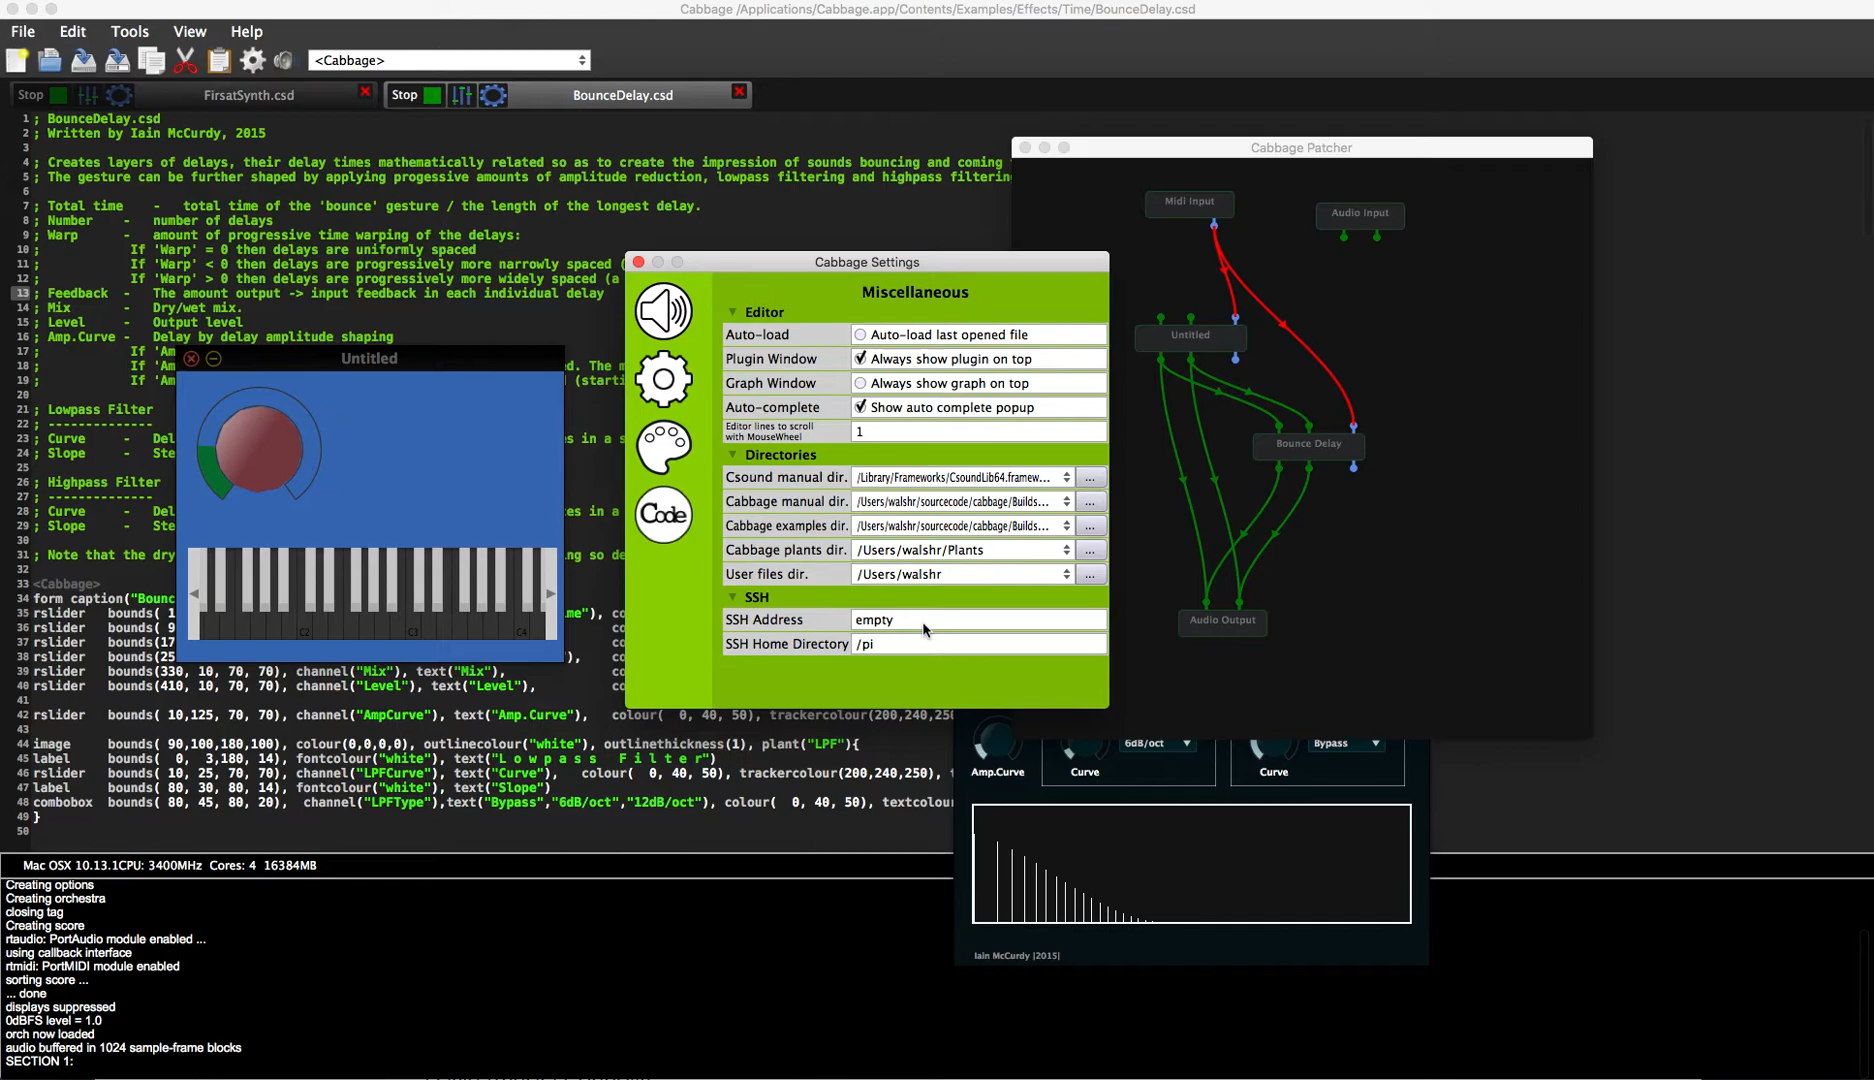 Cabbage /Applications/Cabbage.app/Contents/Examples/Effects/Time/BounceDelay.csd
File Edit Tools View Help
<Cabbage>
Stop FirsatSynth.csd Stop BounceDelay.csd
1 ; BounceDelay.csd
2 ; Written by Iain McCurdy, 2015
3
4 ; Creates layers of delays, their delay times mathematically related so as to create the impression of sounds bouncing and coming
5 ; The gesture can be further shaped by applying progessive amounts of amplitude reduction, lowpass filtering and highpass filtering
6
7 ; Total time - total time of the 'bounce' gesture / the length of the longest delay.
8 ; Number - number of delays
9 ; Warp - amount of progressive time warping of the delays:
10 ; If 'Warp' = 0 then delays are uniformly spaced
11 ; If 'Warp' < 0 then delays are progressively more narrowly spaced (
12 ; If 'Warp' > 0 then delays are progressively more widely spaced (a
13 ; Feedback - The amount output -> input feedback in each individual delay
14 ; Mix - Dry/wet mix.
15 ; Level - Output level
16 ; Amp.Curve - Delay by delay amplitude shaping
17 ; If 'Am
18 ; If 'Am d. The m
19 ; If 'Am (starti
20
21 ; Lowpass Filter
22 ; --------------
23 ; Curve - Del es in a s
24 ; Slope - Ste
25
26 ; Highpass Filter
27 ; ---------------
28 ; Curve - Del es in a
29 ; Slope - Ste
30
31 ; Note that the dry ng so de
32
33 <Cabbage>
34 form caption("Bounc
35 rslider bounds( 1 me"), co
36 rslider bounds( 9 co
37 rslider bounds(17 co
38 rslider bounds(25 ), co
39 rslider bounds(330, 10, 70, 70), channel("Mix"), text("Mix"), co
40 rslider bounds(410, 10, 70, 70), channel("Level"), text("Level"), co
41
42 rslider bounds( 10,125, 70, 70), channel("AmpCurve"), text("Amp.Curve"), colour( 0, 40, 50), trackercolour(200,240,250
43
44 image bounds( 90,100,180,100), colour(0,0,0,0), outlinecolour("white"), outlinethickness(1), plant("LPF"){
45 label bounds( 0, 3,180, 14), fontcolour("white"), text("L o w p a s s   F i l t e r")
46 rslider bounds( 10, 25, 70, 70), channel("LPFCurve"), text("Curve"), colour( 0, 40, 50), trackercolour(200,240,250), t
47 label bounds( 80, 30, 80, 14), fontcolour("white"), text("Slope")
48 combobox bounds( 80, 45, 80, 20), channel("LPFType"),text("Bypass","6dB/oct","12dB/oct"), colour( 0, 40, 50), textcolour
49 }
50
Untitled
C2 C3 C4
Cabbage Settings
Miscellaneous
Editor
Auto-load Auto-load last opened file
Plugin Window Always show plugin on top
Graph Window Always show graph on top
Auto-complete Show auto complete popup
Editor lines to scroll
with MouseWheel 1
Directories
Csound manual dir. /Library/Frameworks/CsoundLib64.framew... ...
Cabbage manual dir. /Users/walshr/sourcecode/cabbage/Builds... ...
Cabbage examples dir. /Users/walshr/sourcecode/cabbage/Builds... ...
Cabbage plants dir. /Users/walshr/Plants ...
User files dir. /Users/walshr ...
SSH
SSH Address empty
SSH Home Directory /pi
Code
Cabbage Patcher
Midi Input
Audio Input
Untitled
Bounce Delay
Audio Output
6dB/oct Bypass
Amp.Curve Curve Curve
Iain McCurdy |2015|
Mac OSX 10.13.1CPU: 3400MHz Cores: 4 16384MB
Creating options
Creating orchestra
closing tag
Creating score
rtaudio: PortAudio module enabled ...
using callback interface
rtmidi: PortMIDI module enabled
sorting score ...
... done
displays suppressed
0dBFS level = 1.0
orch now loaded
audio buffered in 1024 sample-frame blocks
SECTION 1: